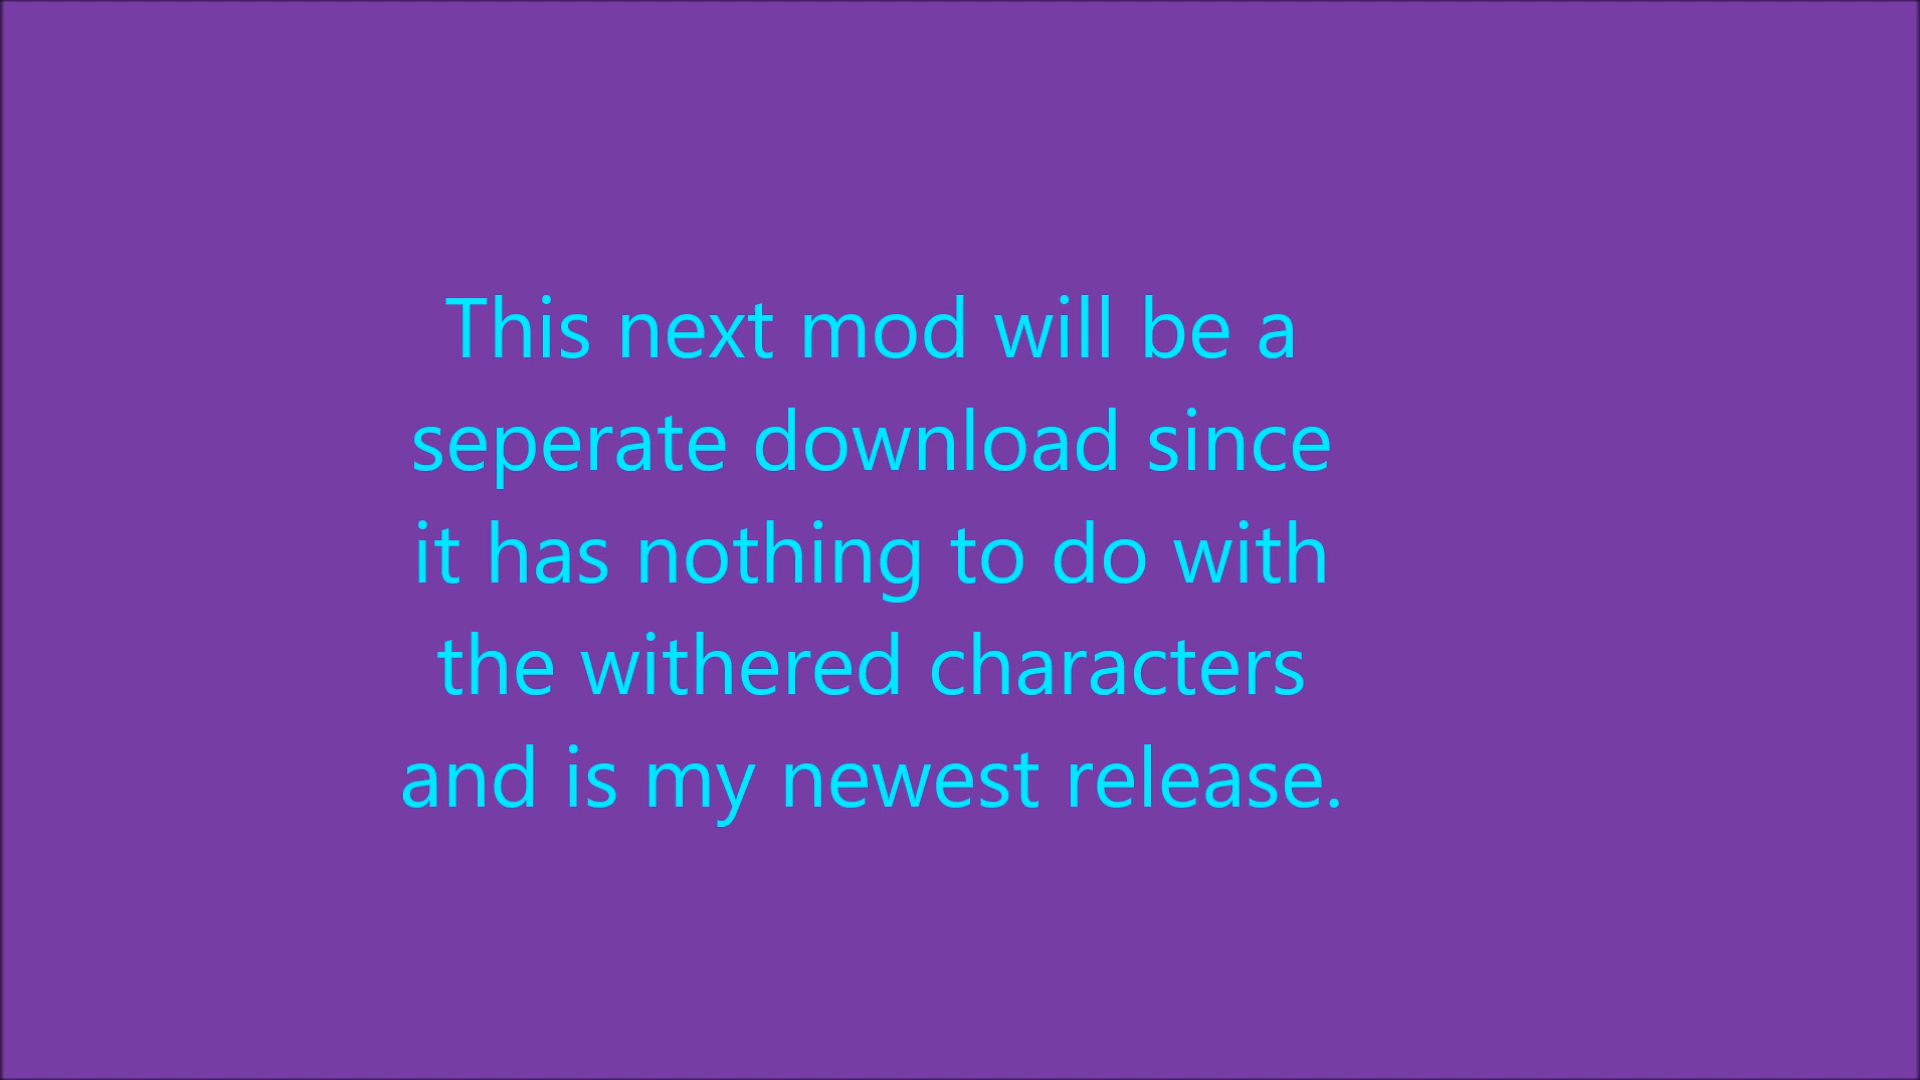 This next mod will be a
seperate download since
it has nothing to do with
the withered characters
and is my newest release.